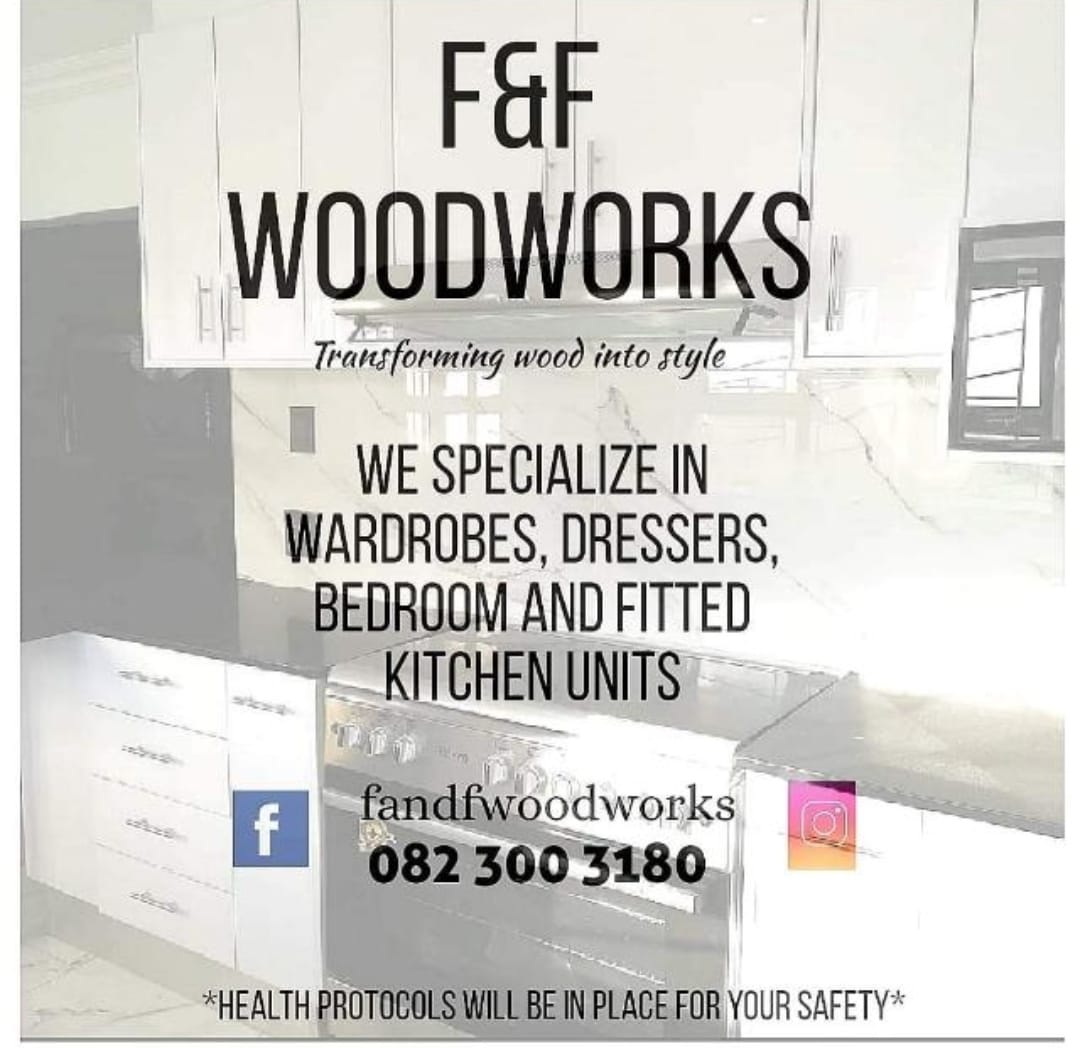 F&F
WOODWORKS
Transforming wood into style
WE SPECIALIZE IN
WARDROBES, DRESSERS,
BEDROOM AND FITTED
KITCHEN UNITS
fandfwoodworks
082 300 3180
*HEALTH PROTOCOLS WILL BE IN PLACE FOR YOUR SAFETY*